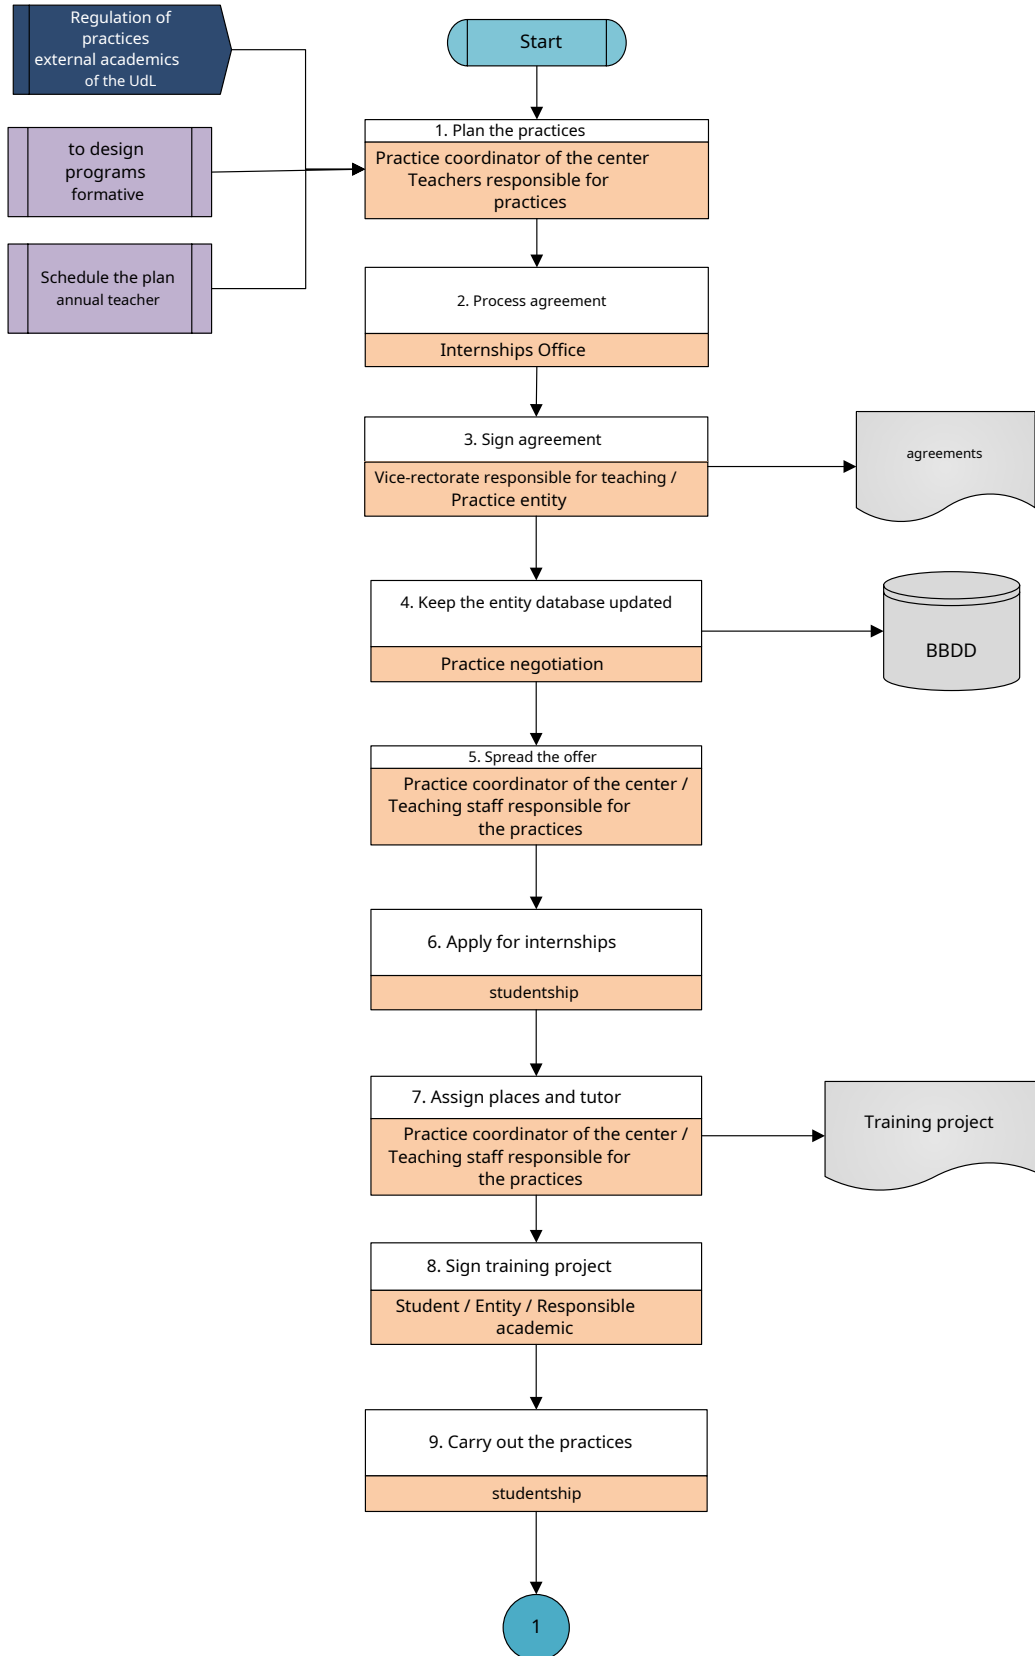 Regulation of
practices
external academics
of the UdL
Start
to design
programs
formative
Schedule the plan
annual teacher
1. Plan the practices
Practice coordinator of the center
Teachers responsible for
practices
2. Process agreement
Internships Office
3. Sign agreement
Vice-rectorate responsible for teaching /
Practice entity
agreements
4. Keep the entity database updated
Practice negotiation
BBDD
5. Spread the offer
Practice coordinator of the center /
Teaching staff responsible for
the practices
6. Apply for internships
studentship
7. Assign places and tutor
Practice coordinator of the center /
Teaching staff responsible for
the practices
Training project
8. Sign training project
Student / Entity / Responsible
academic
9. Carry out the practices
studentship
1